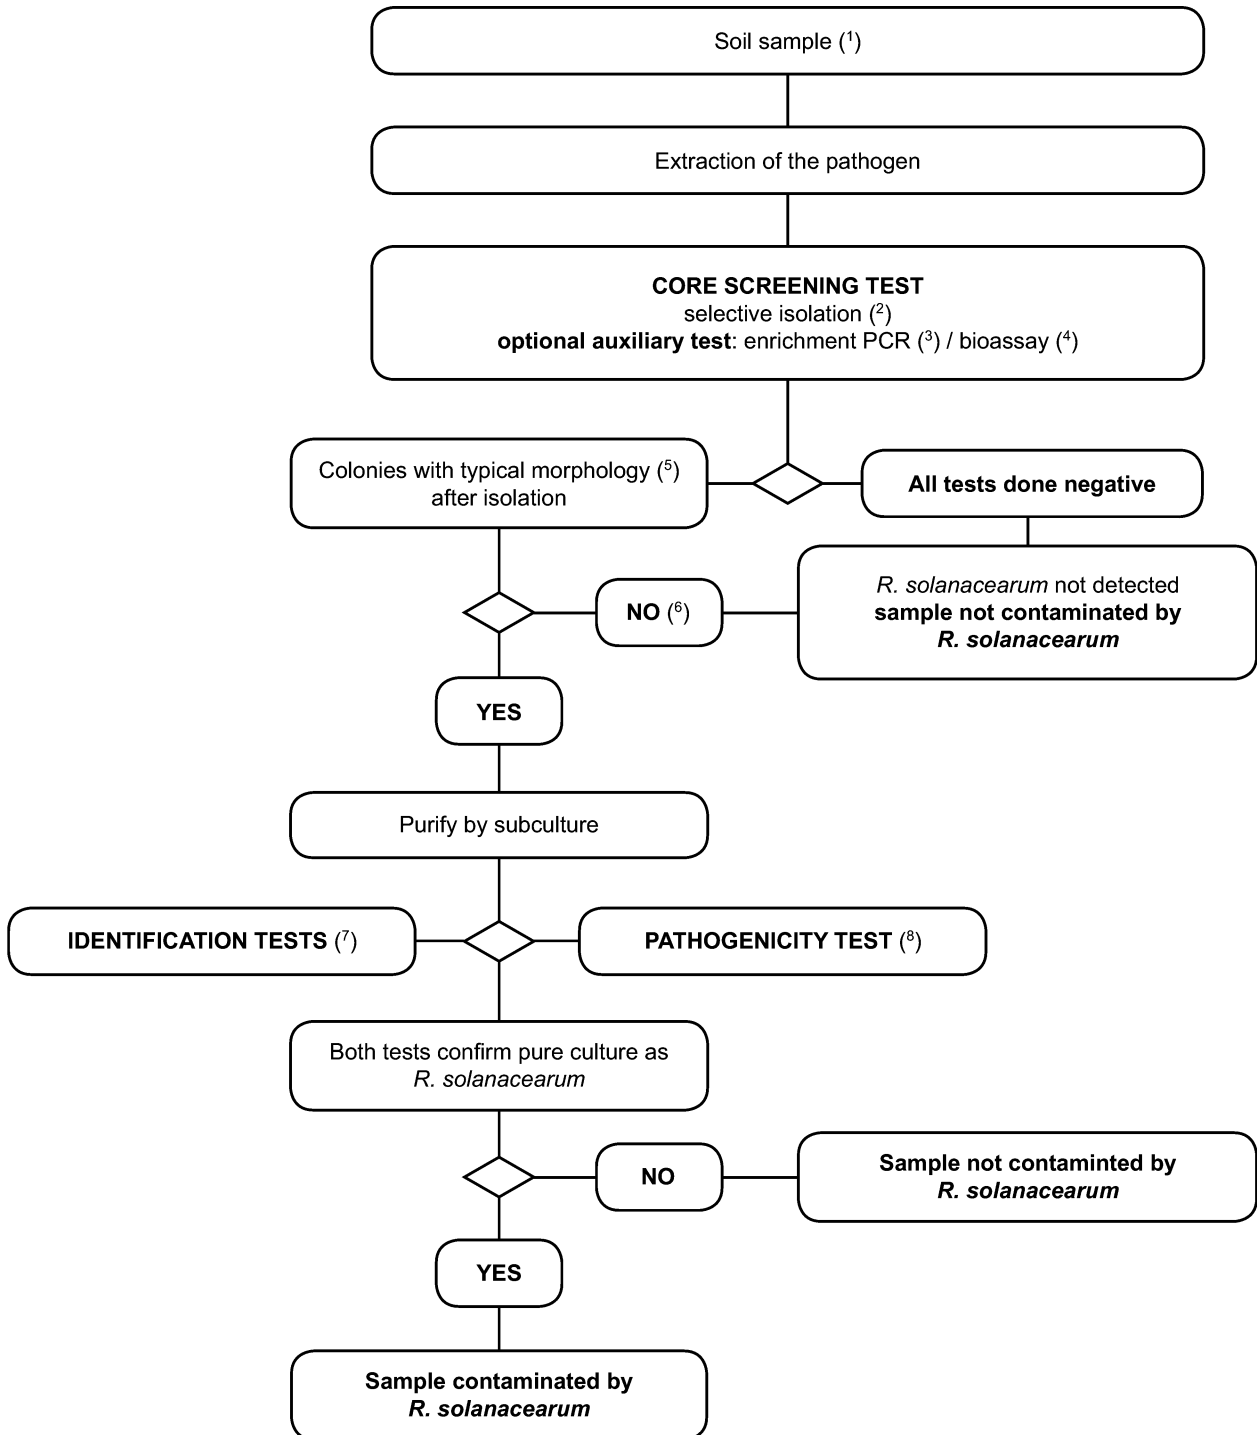 Soil sample (¹)
Extraction of the pathogen
CORE SCREENING TEST
selective isolation (²)
optional auxiliary test: enrichment PCR (³) / bioassay (⁴)
Colonies with typical morphology (⁵)
after isolation
All tests done negative
R. solanacearum not detected
sample not contaminated by
R. solanacearum
NO (⁶)
YES
Purify by subculture
IDENTIFICATION TESTS (⁷)
PATHOGENICITY TEST (⁸)
Both tests confirm pure culture as
R. solanacearum
NO
Sample not contaminted by
R. solanacearum
YES
Sample contaminated by
R. solanacearum